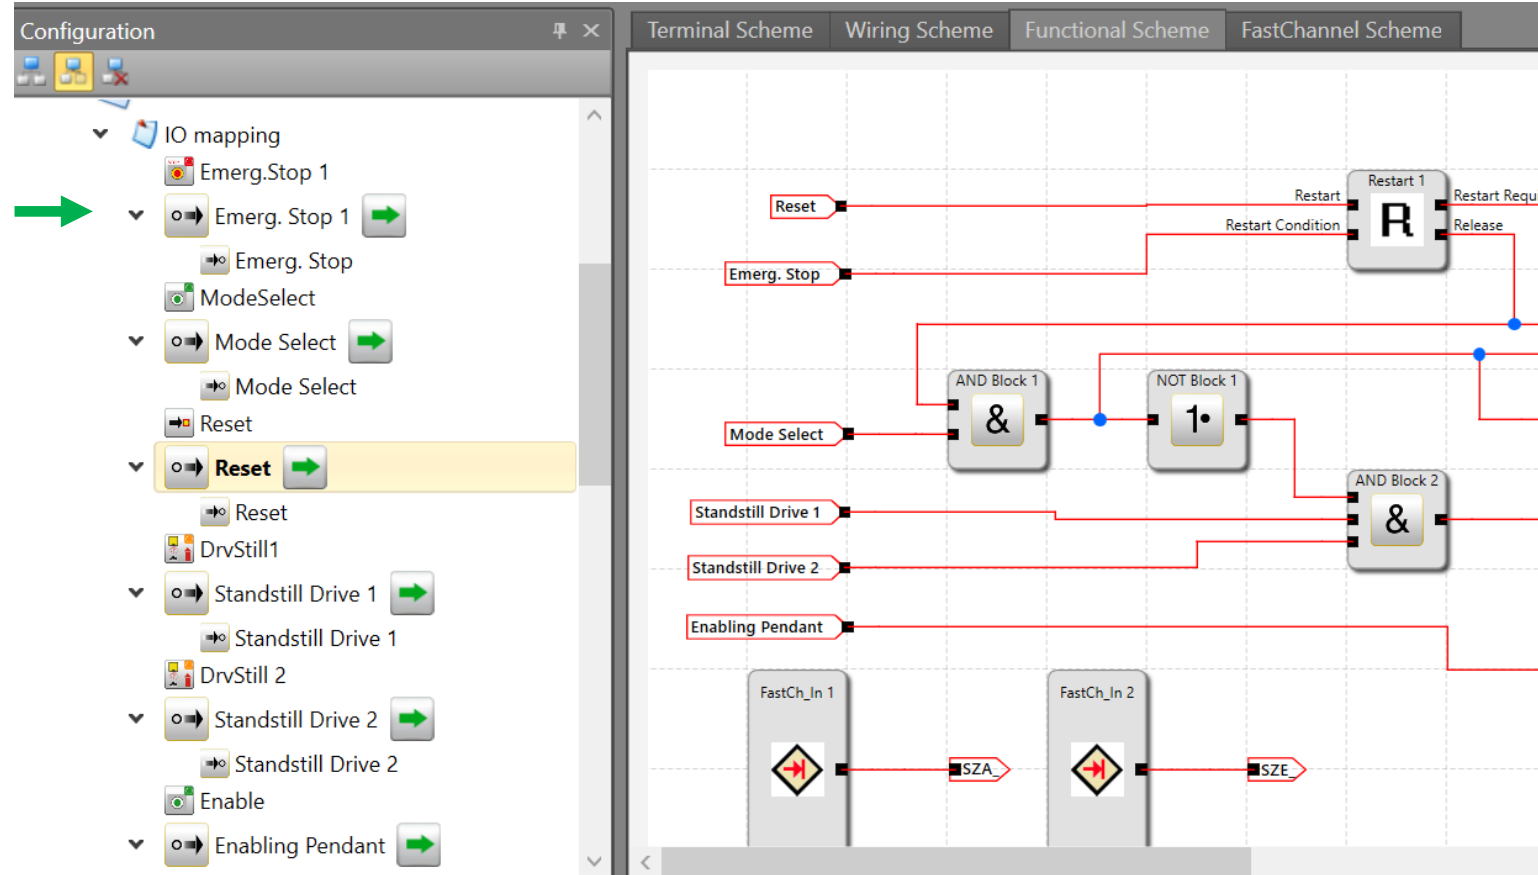 Configuration
IO mapping
Emerg.Stop 1
Emerg. Stop 1
Emerg. Stop
ModeSelect
Mode Select
Mode Select
Reset
Reset
Reset
DrvStill1
Standstill Drive 1
Standstill Drive 1
DrvStill 2
Standstill Drive 2
Standstill Drive 2
Enable
Enabling Pendant
Terminal Scheme Wiring Scheme Functional Scheme FastChannel Scheme
Restart 1
Reset
Restart
R
Restart Requ
Restart Condition
Release
Emerg. Stop
AND Block 1
&
NOT Block 1
1
Mode Select
AND Block 2
&
Standstill Drive 1
Standstill Drive 2
Enabling Pendant
FastCh_In 1
FastCh_In 2
SZA_
SZE_